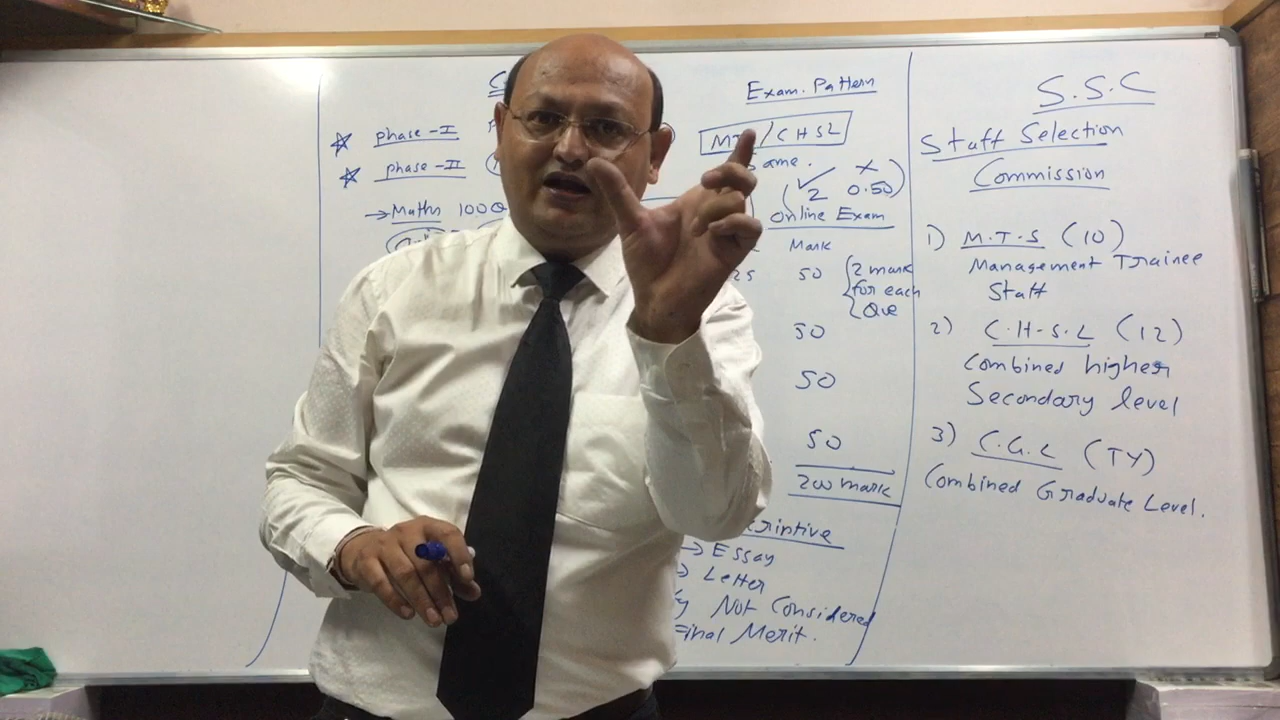 ☆ Phase-I
☆ Phase-II
→ Maths 100 Q
Exam. Pattern
/ CHSL
ame.
( ✓ × )
2 0.50
Online Exam
Mark
25 50 { 2 mark
for each
Que
50
50
50
200 mark
→ Essay
→ Letter
Not Considered
Final Merit.
S.S.C
Staff Selection
Commission
1) M.T.S (10)
Management Trainee
Staff
2) C.H.S.L (12)
Combined higher
Secondary level
3) C.G.L (TY)
Combined Graduate Level.